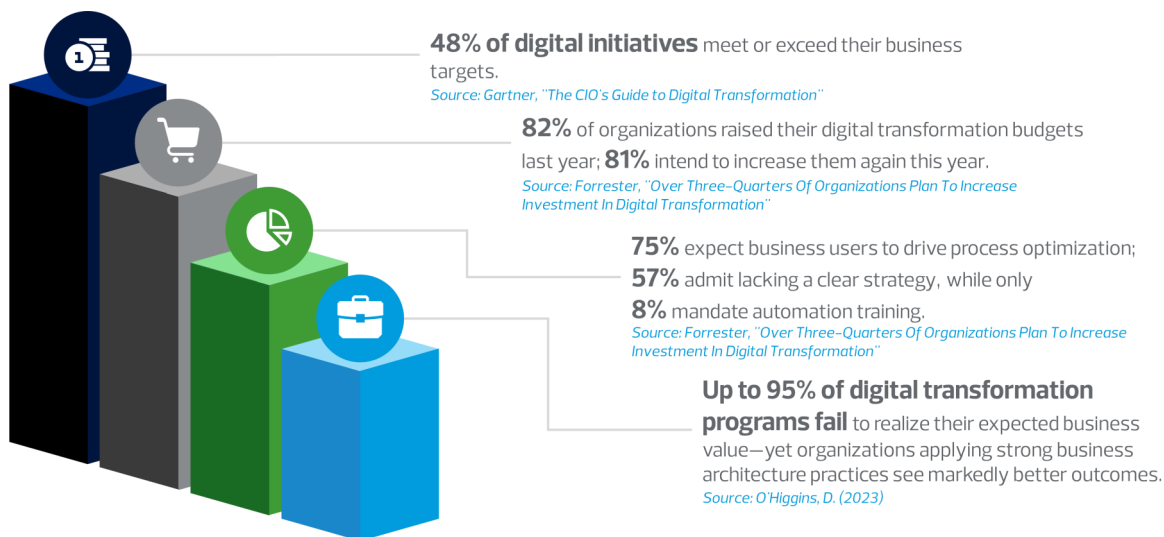 1
48% of digital initiatives meet or exceed their business
targets.
Source: Gartner, "The CIO's Guide to Digital Transformation"
82% of organizations raised their digital transformation budgets
last year; 81% intend to increase them again this year.
Source: Forrester, "Over Three-Quarters Of Organizations Plan To Increase
Investment In Digital Transformation"
75% expect business users to drive process optimization;
57% admit lacking a clear strategy, while only
8% mandate automation training.
Source: Forrester, "Over Three-Quarters Of Organizations Plan To Increase
Investment In Digital Transformation"
Up to 95% of digital transformation
programs fail to realize their expected business
value—yet organizations applying strong business
architecture practices see markedly better outcomes.
Source: O'Higgins, D. (2023)